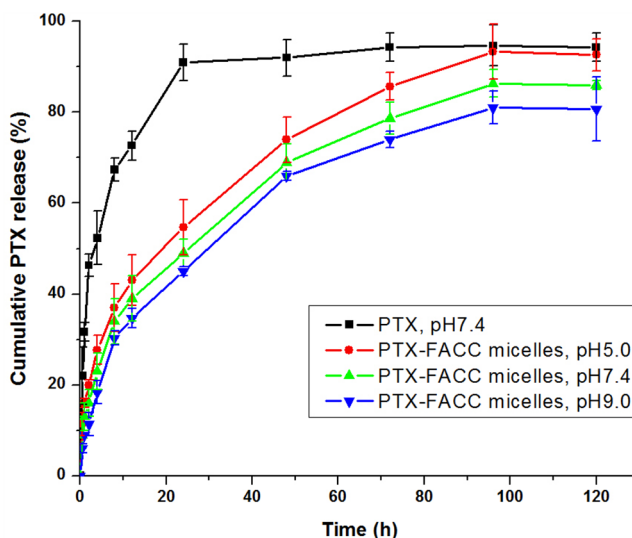 100
80
60
40
20
0
Cumulative PTX release (%)
PTX, pH7.4
PTX-FACC micelles, pH5.0
PTX-FACC micelles, pH7.4
PTX-FACC micelles, pH9.0
0 20 40 60 80 100 120
Time (h)